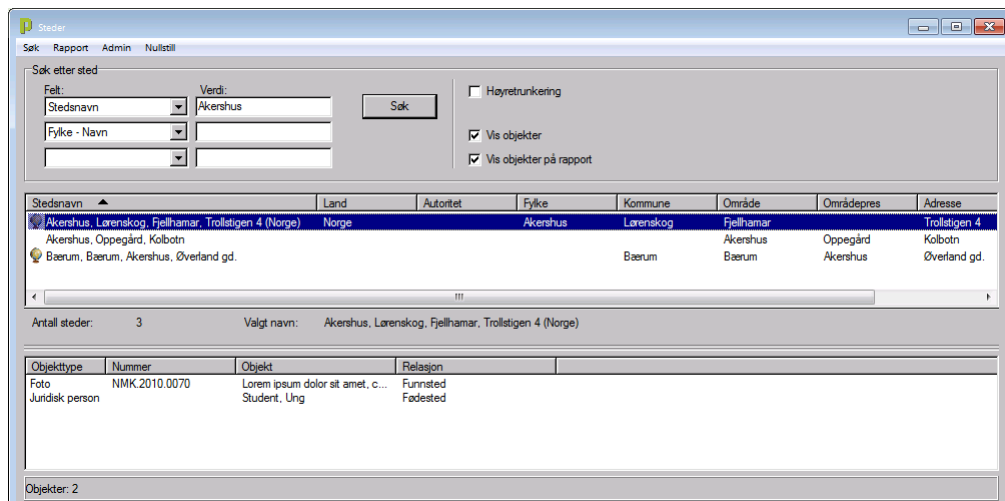 Steder
Søk Rapport Admin Nullstill
Søk etter sted
Felt: Verdi:
Stedsnavn Akershus Søk Høyretrunkering
Fylke - Navn Vis objekter
Vis objekter på rapport
Stedsnavn Land Autoritet Fylke Kommune Område Områdepres Adresse
Akershus, Lørenskog, Fjellhamar, Trollstigen 4 (Norge) Norge Akershus Lørenskog Fjellhamar Trollstigen 4
Akershus, Oppegård, Kolbotn Akershus Oppegård Kolbotn
Bærum, Bærum, Akershus, Øverland gd. Bærum Bærum Akershus Øverland gd.
Antall steder: 3 Valgt navn: Akershus, Lørenskog, Fjellhamar, Trollstigen 4 (Norge)
Objekttype Nummer Objekt Relasjon
Foto NMK.2010.0070 Lorem ipsum dolor sit amet, c... Funnsted
Juridisk person Student, Ung Fødested
Objekter: 2